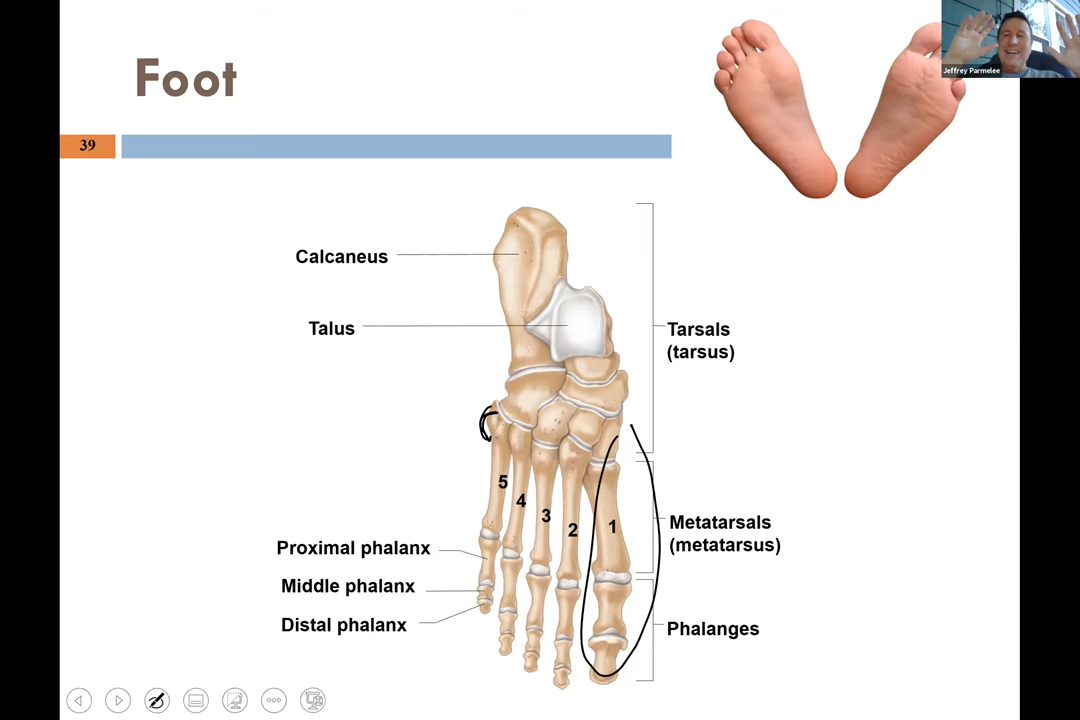 Foot
Jeffrey Parmelee
39
Calcaneus
Talus
Tarsals
(tarsus)
5
4
3
2
1
Metatarsals
(metatarsus)
Proximal phalanx
Middle phalanx
Distal phalanx
Phalanges